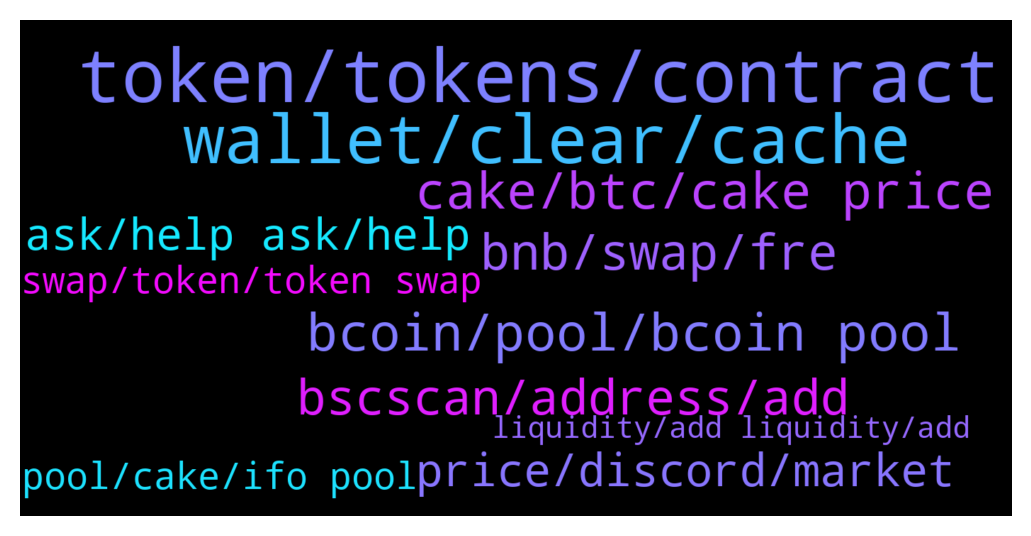 token/tokens/contract
wallet/clear/cache
cake/btc/cake price
ask/help ask/help
bnb/swap/fre
swap/token/token swap
bcoin/pool/bcoin pool
bscscan/address/add
liquidity/add liquidity/add
pool/cake/ifo pool
price/discord/market